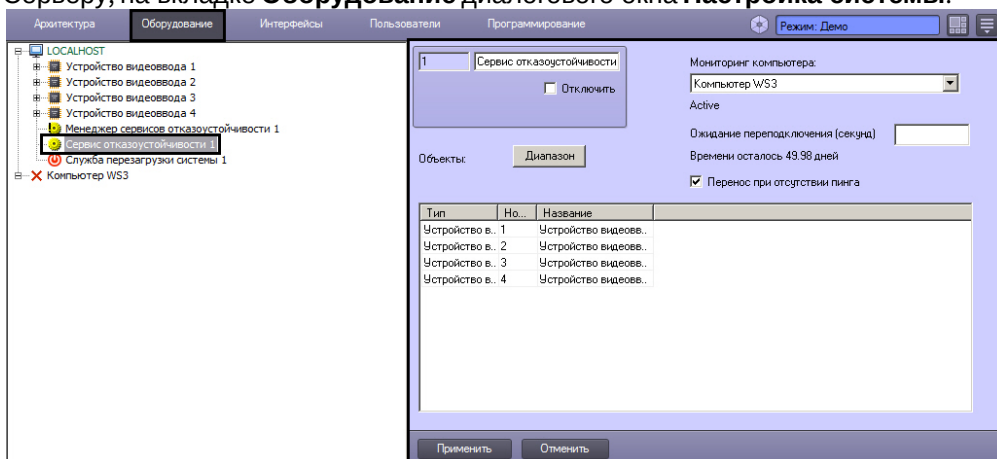 Серверу, на вкладке Оборудование диалогового окна Настройка системы.
Архитектура Оборудование Интерфейсы Пользователи Программирование Режим: Демо
LOCALHOST
Устройство видеоввода 1
Устройство видеоввода 2
Устройство видеоввода 3
Устройство видеоввода 4
Менеджер сервисов отказоустойчивости 1
Сервис отказоустойчивости 1
Служба перезагрузки системы 1
Компьютер WS3
1 Сервис отказоустойчивости
Отключить
Объекты: Диапазон
Мониторинг компьютера:
Компьютер WS3
Active
Ожидание переподключения (секунд)
Времени осталось 49.98 дней
Перенос при отсутствии пинга
Тип Но... Название
Устройство в.. 1 Устройство видеовв..
Устройство в.. 2 Устройство видеовв..
Устройство в.. 3 Устройство видеовв..
Устройство в.. 4 Устройство видеовв..
Применить Отменить